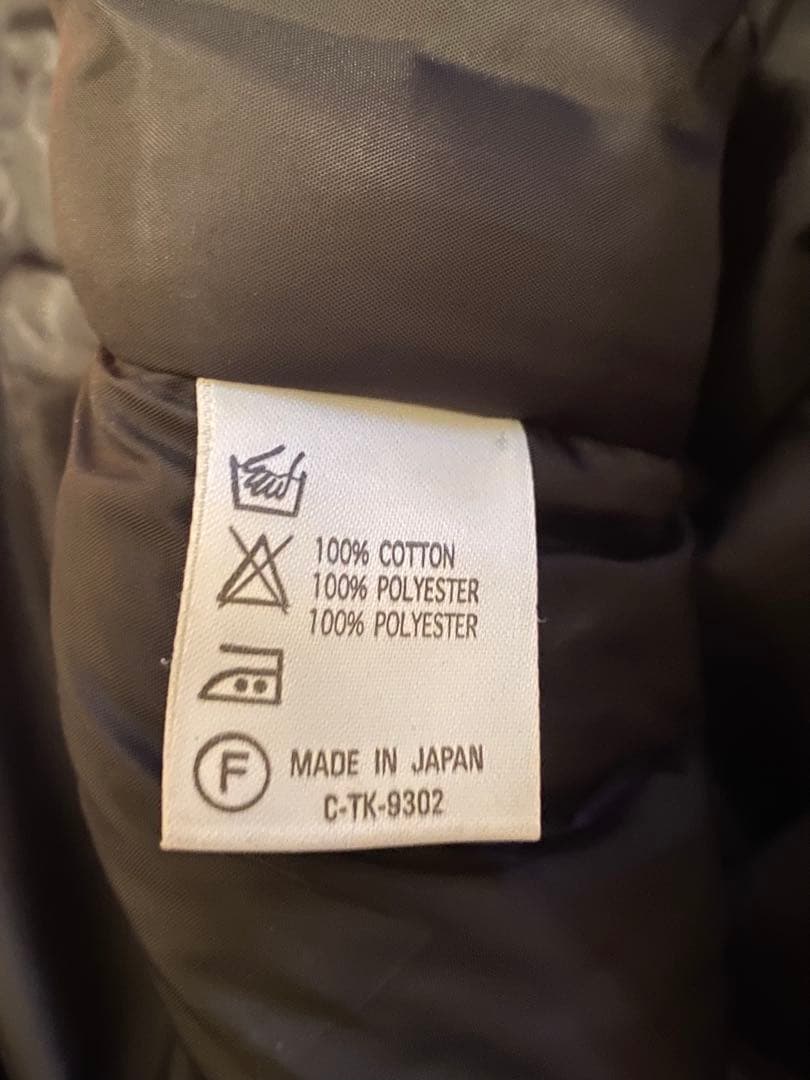 100% COTTON
100% POLYESTER
100% POLYESTER
F
MADE IN JAPAN
C-TK-9302